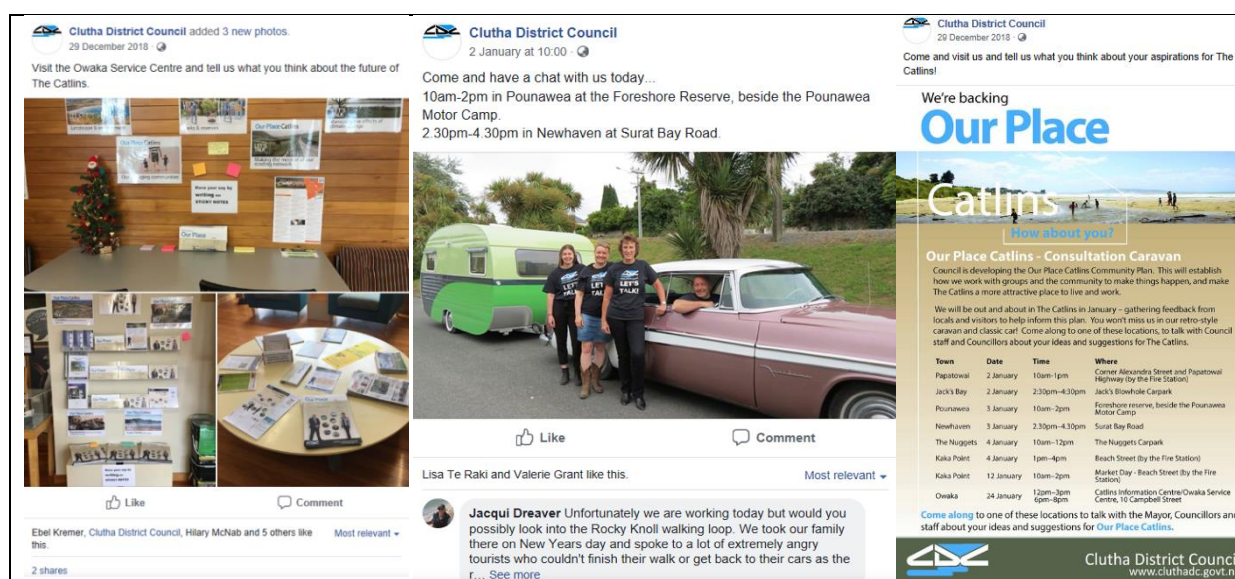 Clutha District Council added 3 new photos.
29 December 2018
Visit the Owaka Service Centre and tell us what you think about the future of
The Catlins.
Our Place Catlins
Have your say by
writing on
STICKY NOTES
Our Place
Like
Comment
Ebel Kremer, Clutha District Council, Hilary McNab and 5 others like
this.
Most relevant
2 shares
Clutha District Council
2 January at 10:00
Come and have a chat with us today...
10am-2pm in Pounawea at the Foreshore Reserve, beside the Pounawea
Motor Camp.
2.30pm-4.30pm in Newhaven at Surat Bay Road.
LET'S
TALK!
LET'S
TALK!
LET'S
TALK!
Like
Comment
Lisa Te Raki and Valerie Grant like this.
Most relevant
Jacqui Dreaver Unfortunately we are working today but would you
possibly look into the Rocky Knoll walking loop. We took our family
there on New Years day and spoke to a lot of extremely angry
tourists who couldn't finish their walk or get back to their cars as the
r... See more
Clutha District Council
29 December 2018
Come and visit us and tell us what you think about your aspirations for The
Catlins!
We're backing
Our Place
Catlins
How about you?
Our Place Catlins - Consultation Caravan
Council is developing the Our Place Catlins Community Plan. This will establish
how we work with groups and the community to make things happen, and make
The Catlins a more attractive place to live and work.
We will be out and about in The Catlins in January – gathering feedback from
locals and visitors to help inform this plan. You won't miss us in our retro-style
caravan and classic car! Come along to one of these locations, to talk with Council
staff and Councillors about your ideas and suggestions for The Catlins.
Town Date Time Where
Papatowai 2 January 10am–1pm Corner Alexandra Street and Papatowai
Highway (by the Fire Station)
Jack's Bay 2 January 2:30pm–4:30pm Jack's Blowhole Carpark
Pounawea 3 January 10am–2pm Foreshore reserve, beside the Pounawea
Motor Camp
Newhaven 3 January 2.30pm–4.30pm Surat Bay Road
The Nuggets 4 January 10am–12pm The Nuggets Carpark
Kaka Point 4 January 1pm–4pm Beach Street (by the Fire Station)
Kaka Point 12 January 10am–2pm Market Day - Beach Street (by the Fire
Station)
Owaka 24 January 12pm–3pm
6pm–8pm Catlins Information Centre/Owaka Service
Centre, 10 Campbell Street
Come along to one of these locations to talk with the Mayor, Councillors and
staff about your ideas and suggestions for Our Place Catlins.
CDC
Clutha District Counci
www.cluthadc.govt.n